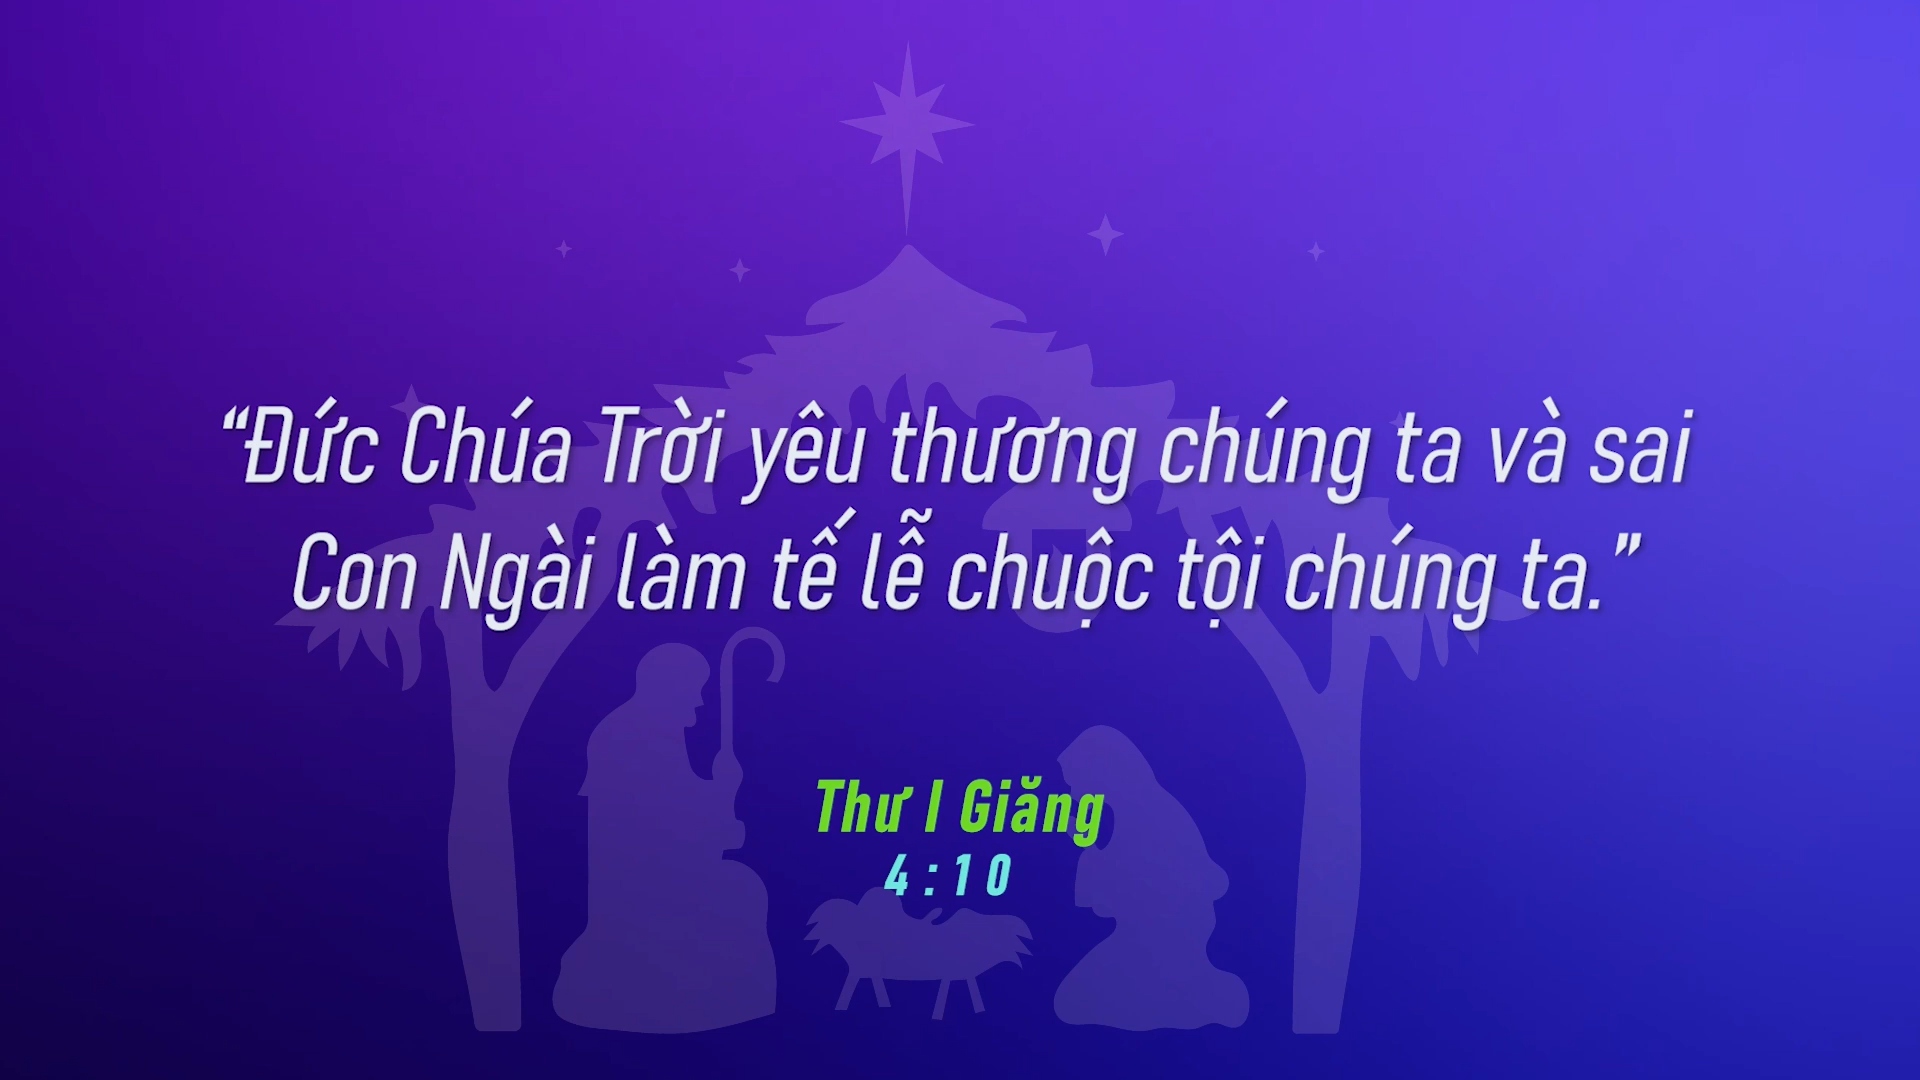 “Đức Chúa Trời yêu thương chúng ta và sai
Con Ngài làm tế lễ chuộc tội chúng ta.”
Thư I Giăng
4:10